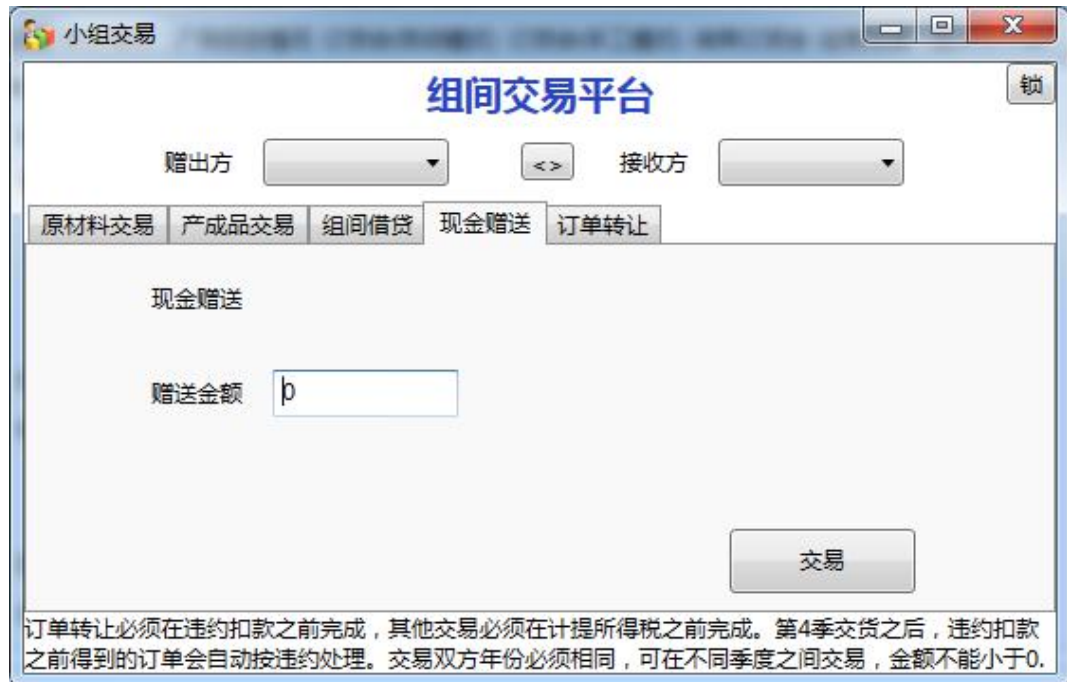 小组交易
组间交易平台
锁
赠出方 <> 接收方
原材料交易 产成品交易 组间借贷 现金赠送 订单转让
现金赠送
赠送金额 0
交易
订单转让必须在违约扣款之前完成，其他交易必须在计提所得税之前完成。第4季交货之后，违约扣款
之前得到的订单会自动按违约处理。交易双方年份必须相同，可在不同季度之间交易，金额不能小于0.